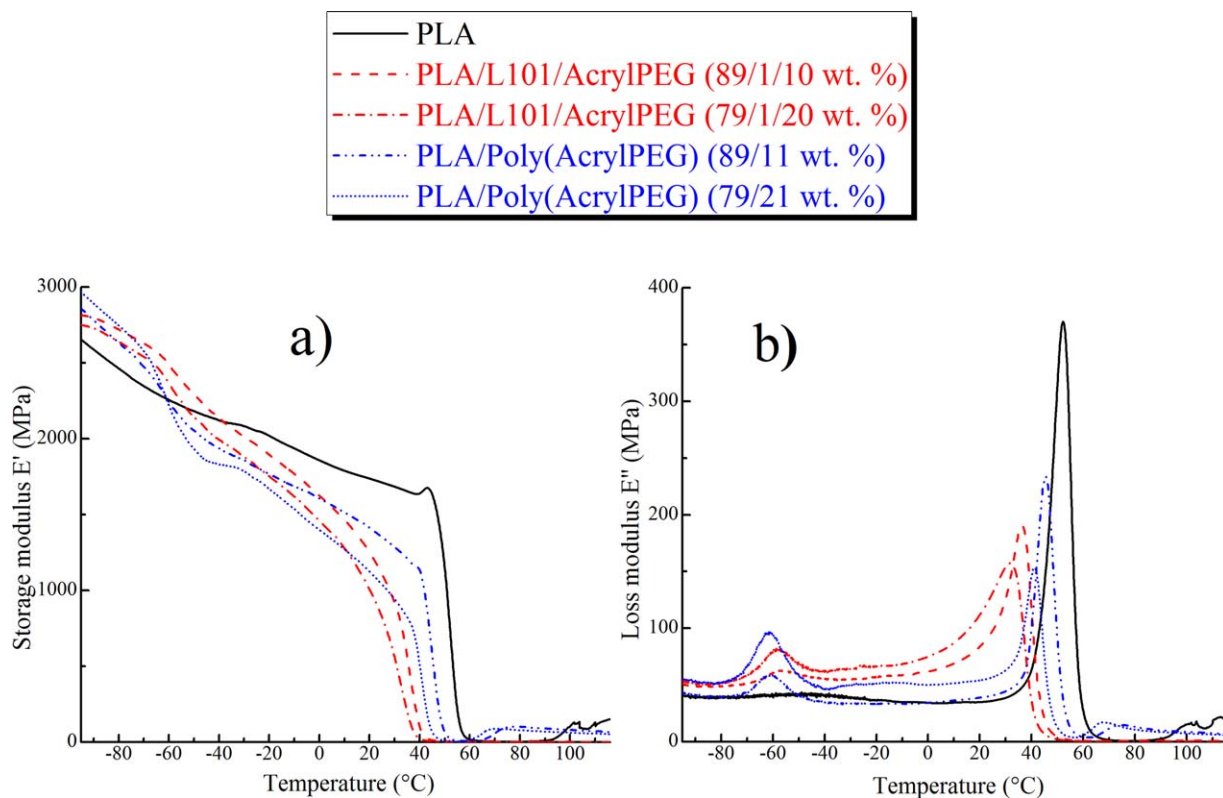 PLA
PLA/L101/AcrylPEG (89/1/10 wt. %)
PLA/L101/AcrylPEG (79/1/20 wt. %)
PLA/Poly(AcrylPEG) (89/11 wt. %)
PLA/Poly(AcrylPEG) (79/21 wt. %)
a)
Storage modulus E' (MPa)
3000
2000
1000
0
-80 -60 -40 -20 0 20 40 60 80 100
Temperature (°C)
b)
Loss modulus E" (MPa)
400
300
200
100
0
-80 -60 -40 -20 0 20 40 60 80 100
Temperature (°C)